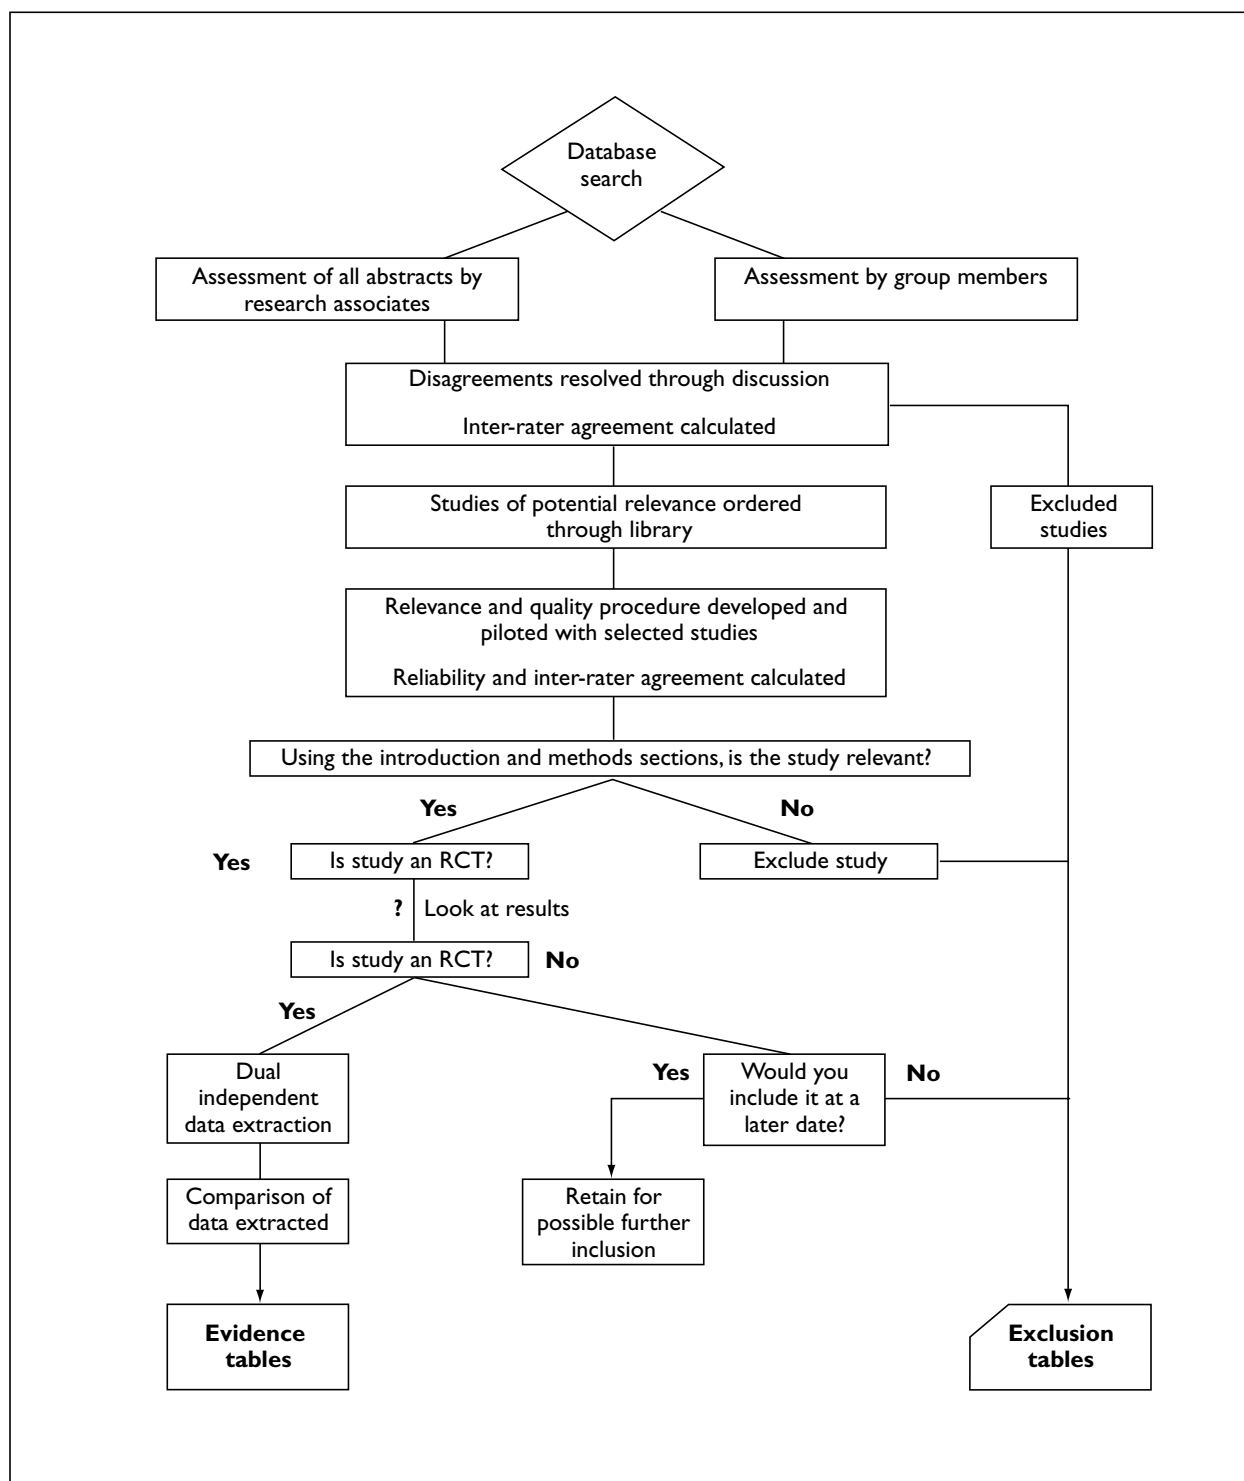 Database
search
Assessment of all abstracts by
research associates
Assessment by group members
Disagreements resolved through discussion
Inter-rater agreement calculated
Studies of potential relevance ordered
through library
Excluded
studies
Relevance and quality procedure developed and
piloted with selected studies
Reliability and inter-rater agreement calculated
Using the introduction and methods sections, is the study relevant?
Yes
No
Yes
Is study an RCT?
Exclude study
? Look at results
Is study an RCT?
No
Yes
Dual
independent
data extraction
Yes
Would you
include it at a
later date?
No
Comparison of
data extracted
Retain for
possible further
inclusion
Evidence
tables
Exclusion
tables